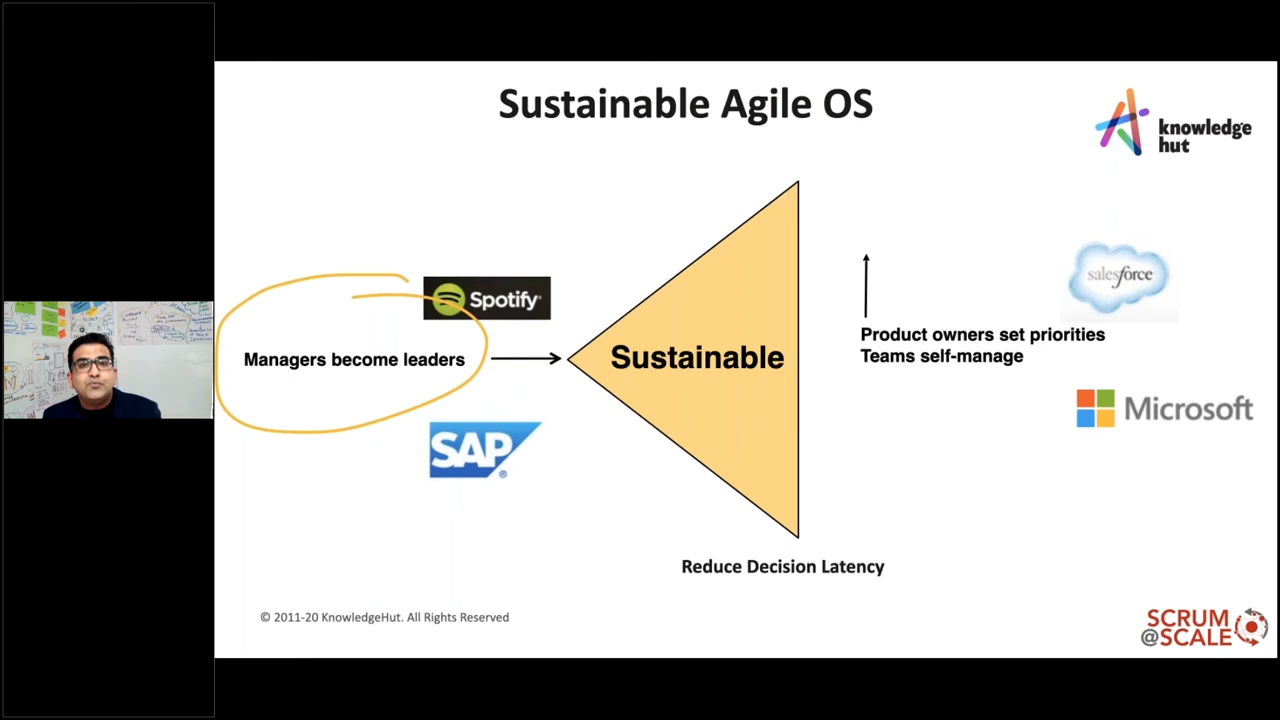 Sustainable Agile OS
knowledge
hut
Spotify®
salesforce
Product owners set priorities
Managers become leaders
Sustainable
Teams self-manage
Microsoft
SAP®
Reduce Decision Latency
© 2011-20 KnowledgeHut. All Rights Reserved
SCRUM
@SCALE